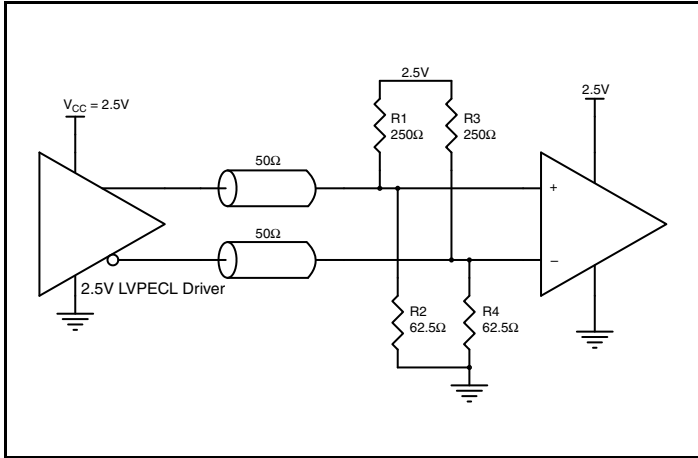 2.5V
2.5V
V_CC = 2.5V
R1
250Ω
R3
250Ω
50Ω
+
50Ω
–
2.5V LVPECL Driver
R2
62.5Ω
R4
62.5Ω